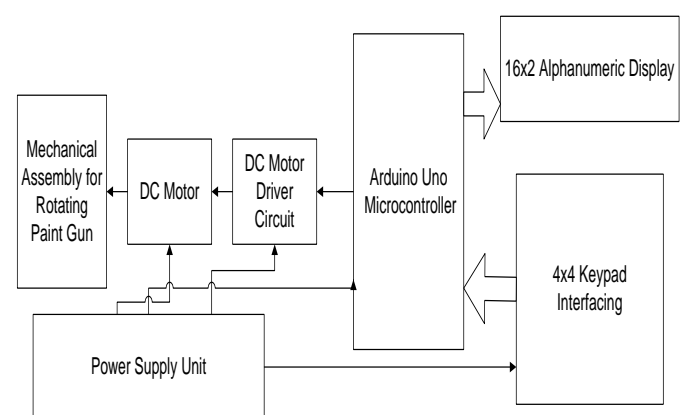 16x2 Alphanumeric Display
Mechanical
Assembly for
Rotating
Paint Gun
DC Motor
DC Motor
Driver
Circuit
Arduino Uno
Microcontroller
4x4 Keypad
Interfacing
Power Supply Unit